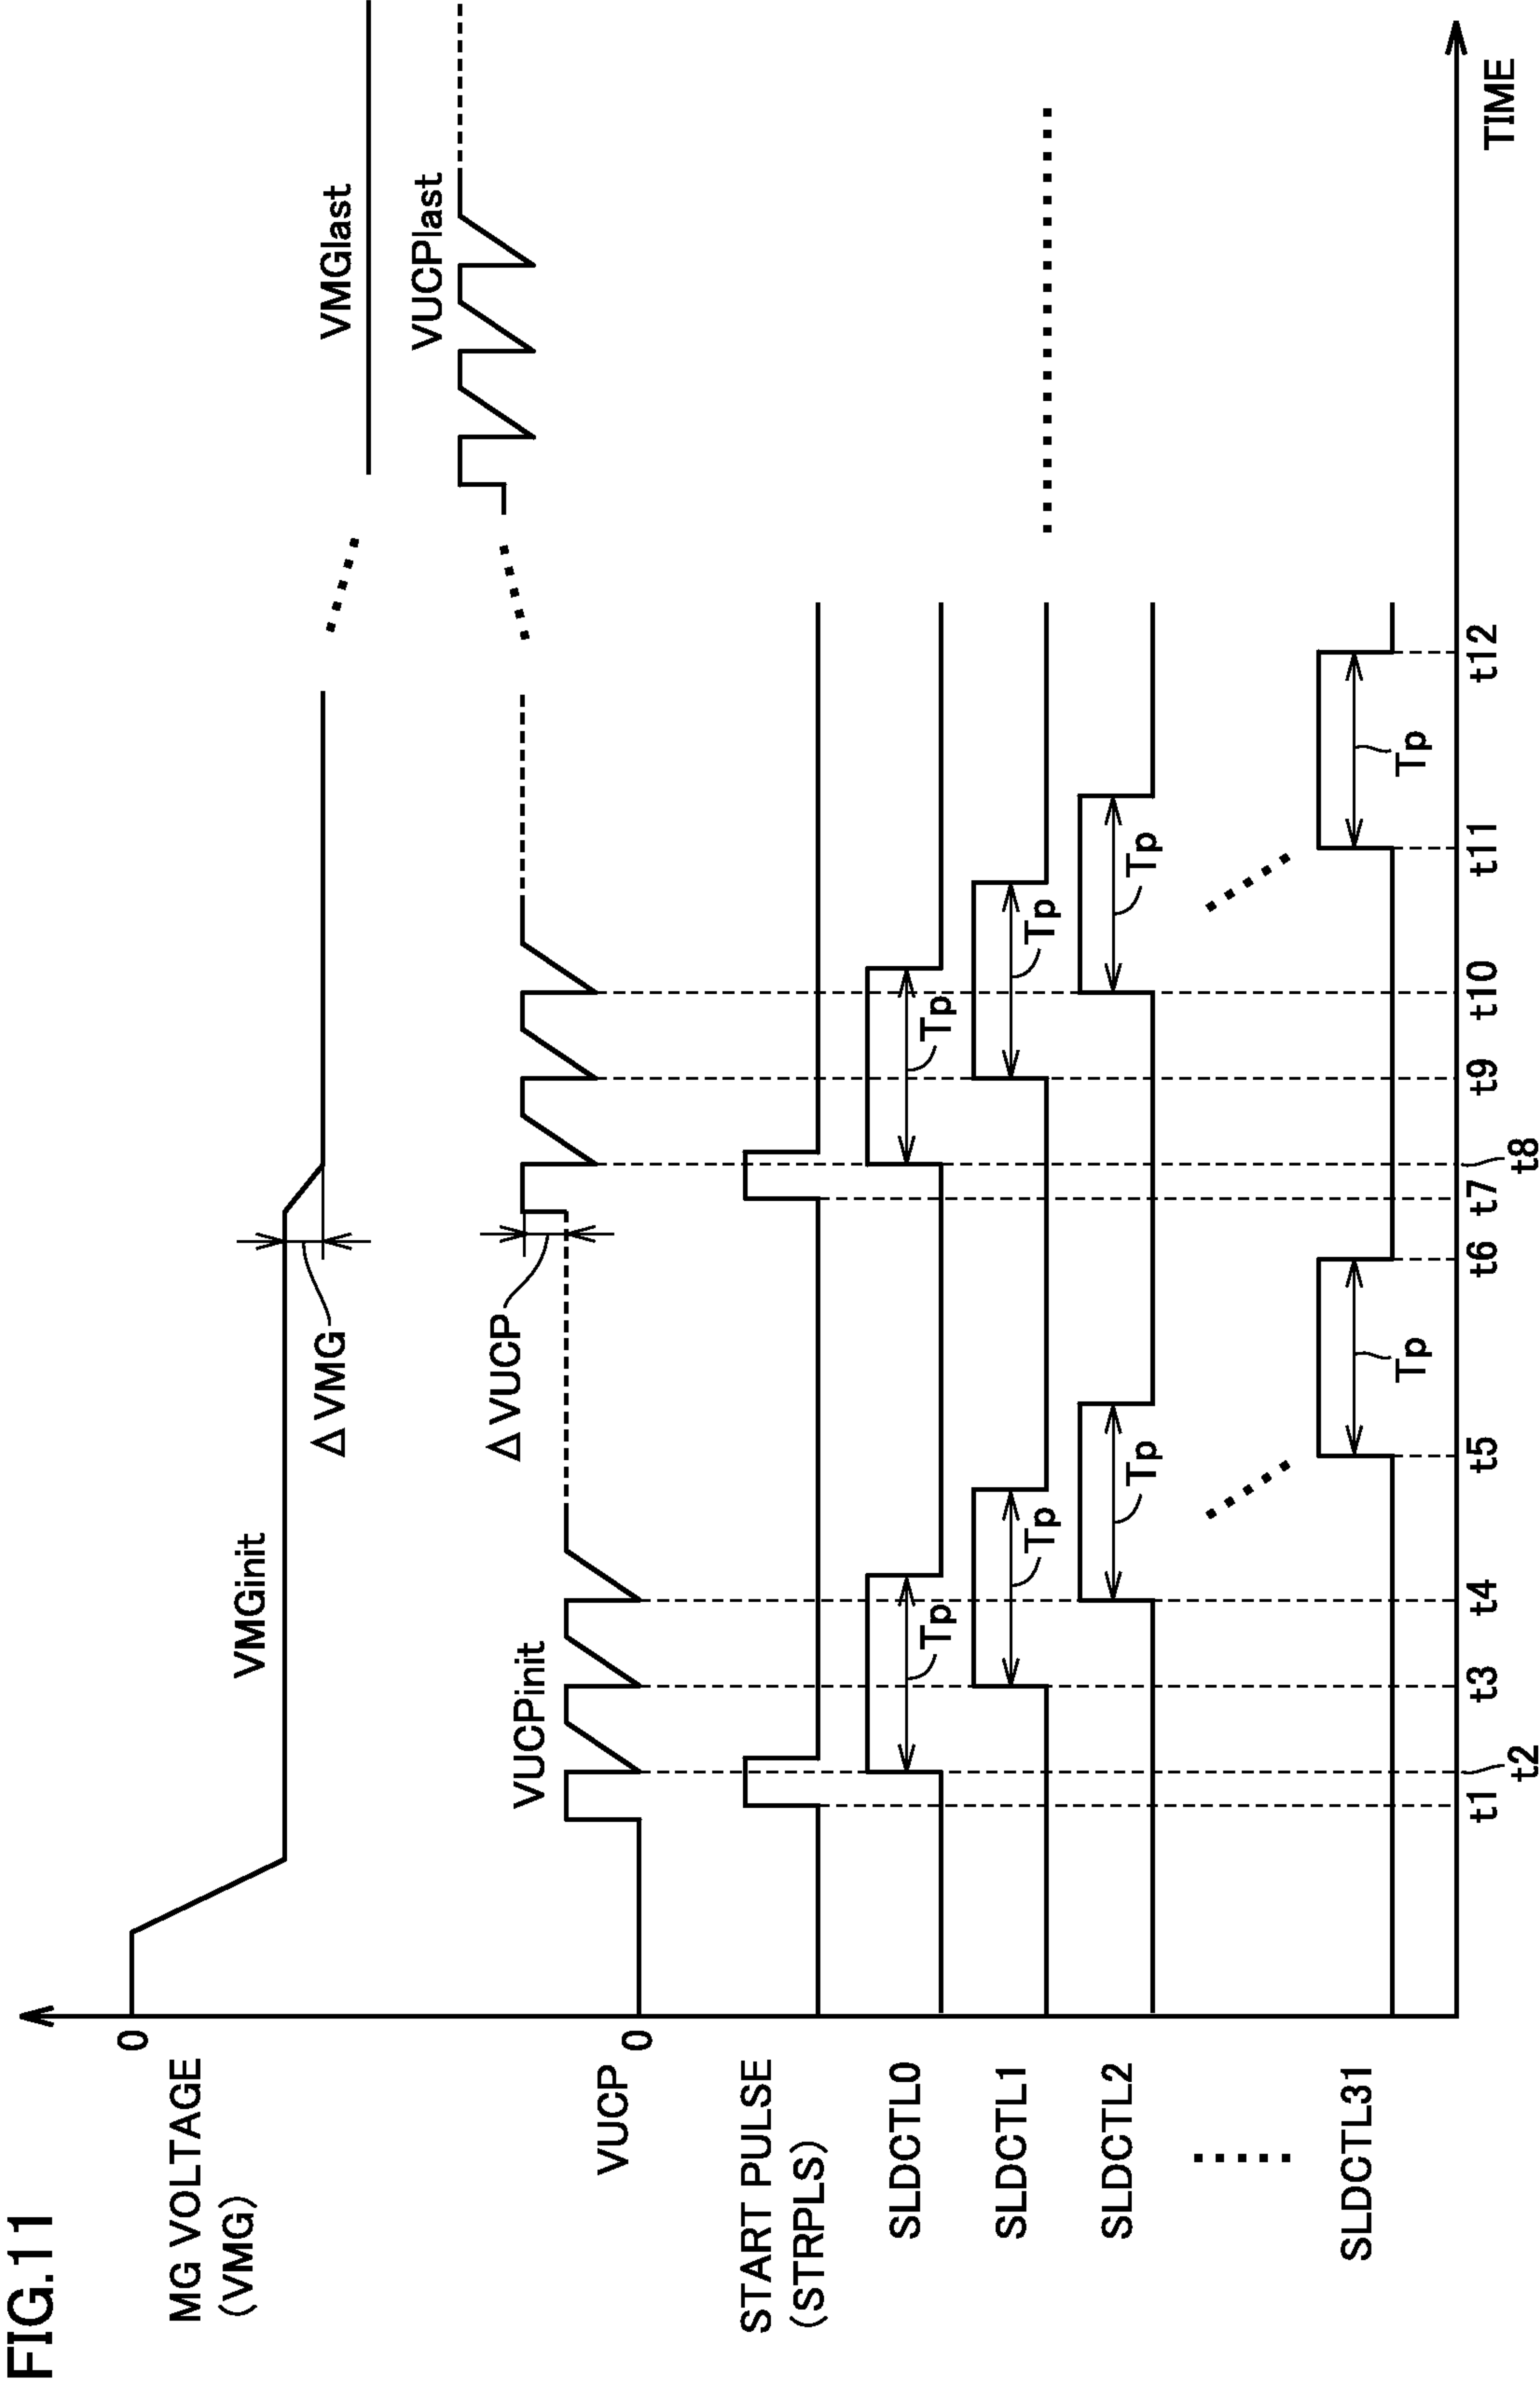 FIG.11
MG VOLTAGE
(VMG)
0
VMGinit
ΔVMG
VMGlast
VUCP
0
VUCPinit
ΔVUCP
VUCPlast
START PULSE
(STRPLS)
SLDCTL0
Tp
Tp
SLDCTL1
Tp
Tp
SLDCTL2
Tp
Tp
SLDCTL31
Tp
Tp
t1 t2 t3 t4 t5 t6 t7 t8 t9 t10 t11 t12
TIME